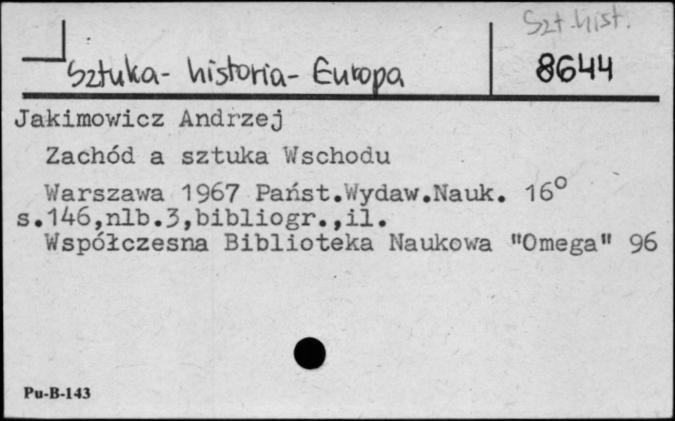 Szt.hist.
Sztuka - historia - Europa
8644
Jakimowicz Andrzej
Zachód a sztuka Wschodu
Warszawa 1967 Państ.Wydaw.Nauk. 16°
s.146,nlb.3,bibliogr.,il.
Współczesna Biblioteka Naukowa "Omega" 96
Pu-B-143